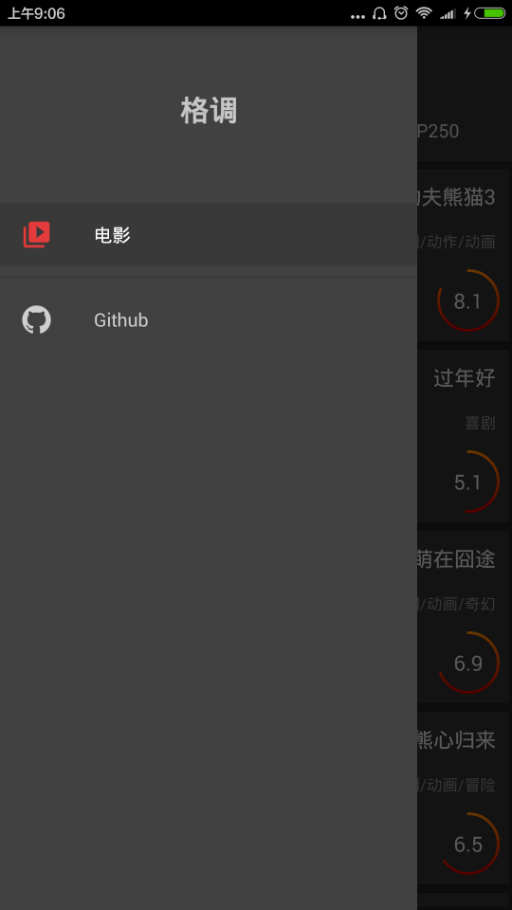 上午9:06
格调
电影
Github
P250
夫熊猫3
/动作/动画
8.1
过年好
喜剧
5.1
萌在囧途
/动画/奇幻
6.9
熊心归来
/动画/冒险
6.5